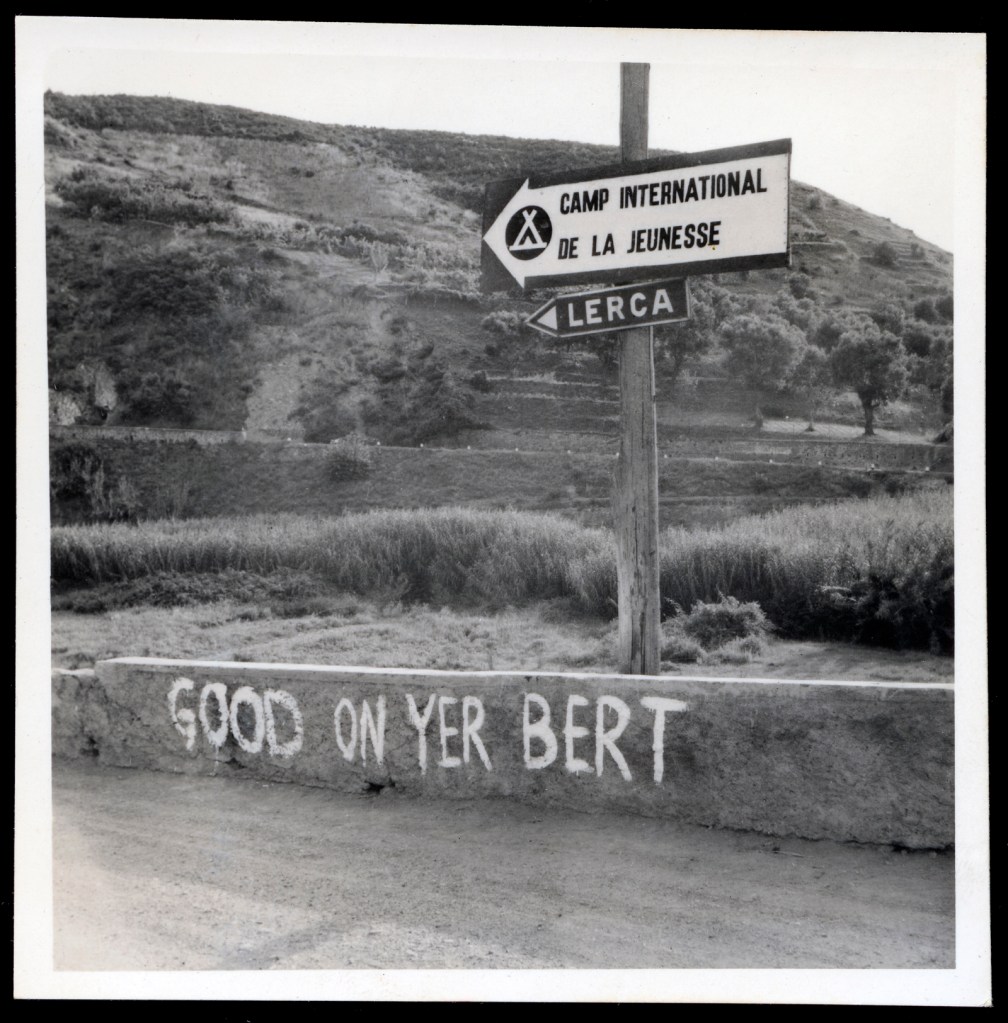 CAMP INTERNATIONAL
DE LA JEUNESSE
LERCA
GOOD ON YER BERT